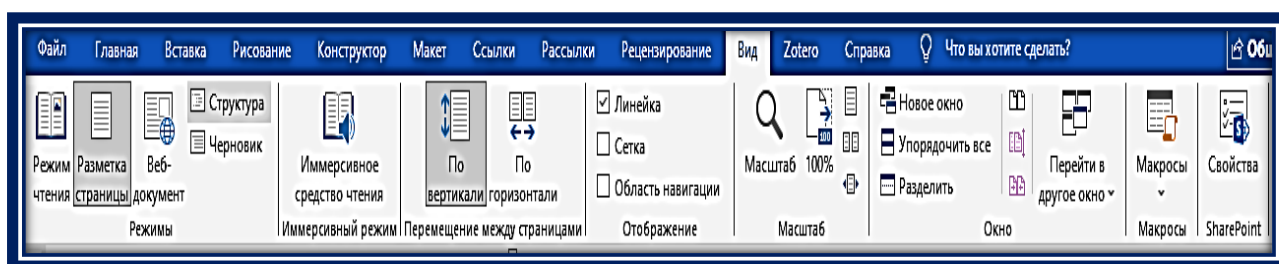 Файл Главная Вставка Рисование Конструктор Макет Ссылки Рассылки Рецензирование Вид Zotero Справка Что вы хотите сделать?
Режим чтения
Разметка страницы
Веб-документ
Структура
Черновик
Режимы
Иммерсивное средство чтения
Иммерсивный режим
По вертикали
По горизонтали
Перемещение между страницами
Линейка
Сетка
Область навигации
Отображение
Масштаб
100
100%
Масштаб
Новое окно
Упорядочить все
Разделить
Перейти в другое окно
Окно
Макросы
Макросы
Свойства
SharePoint